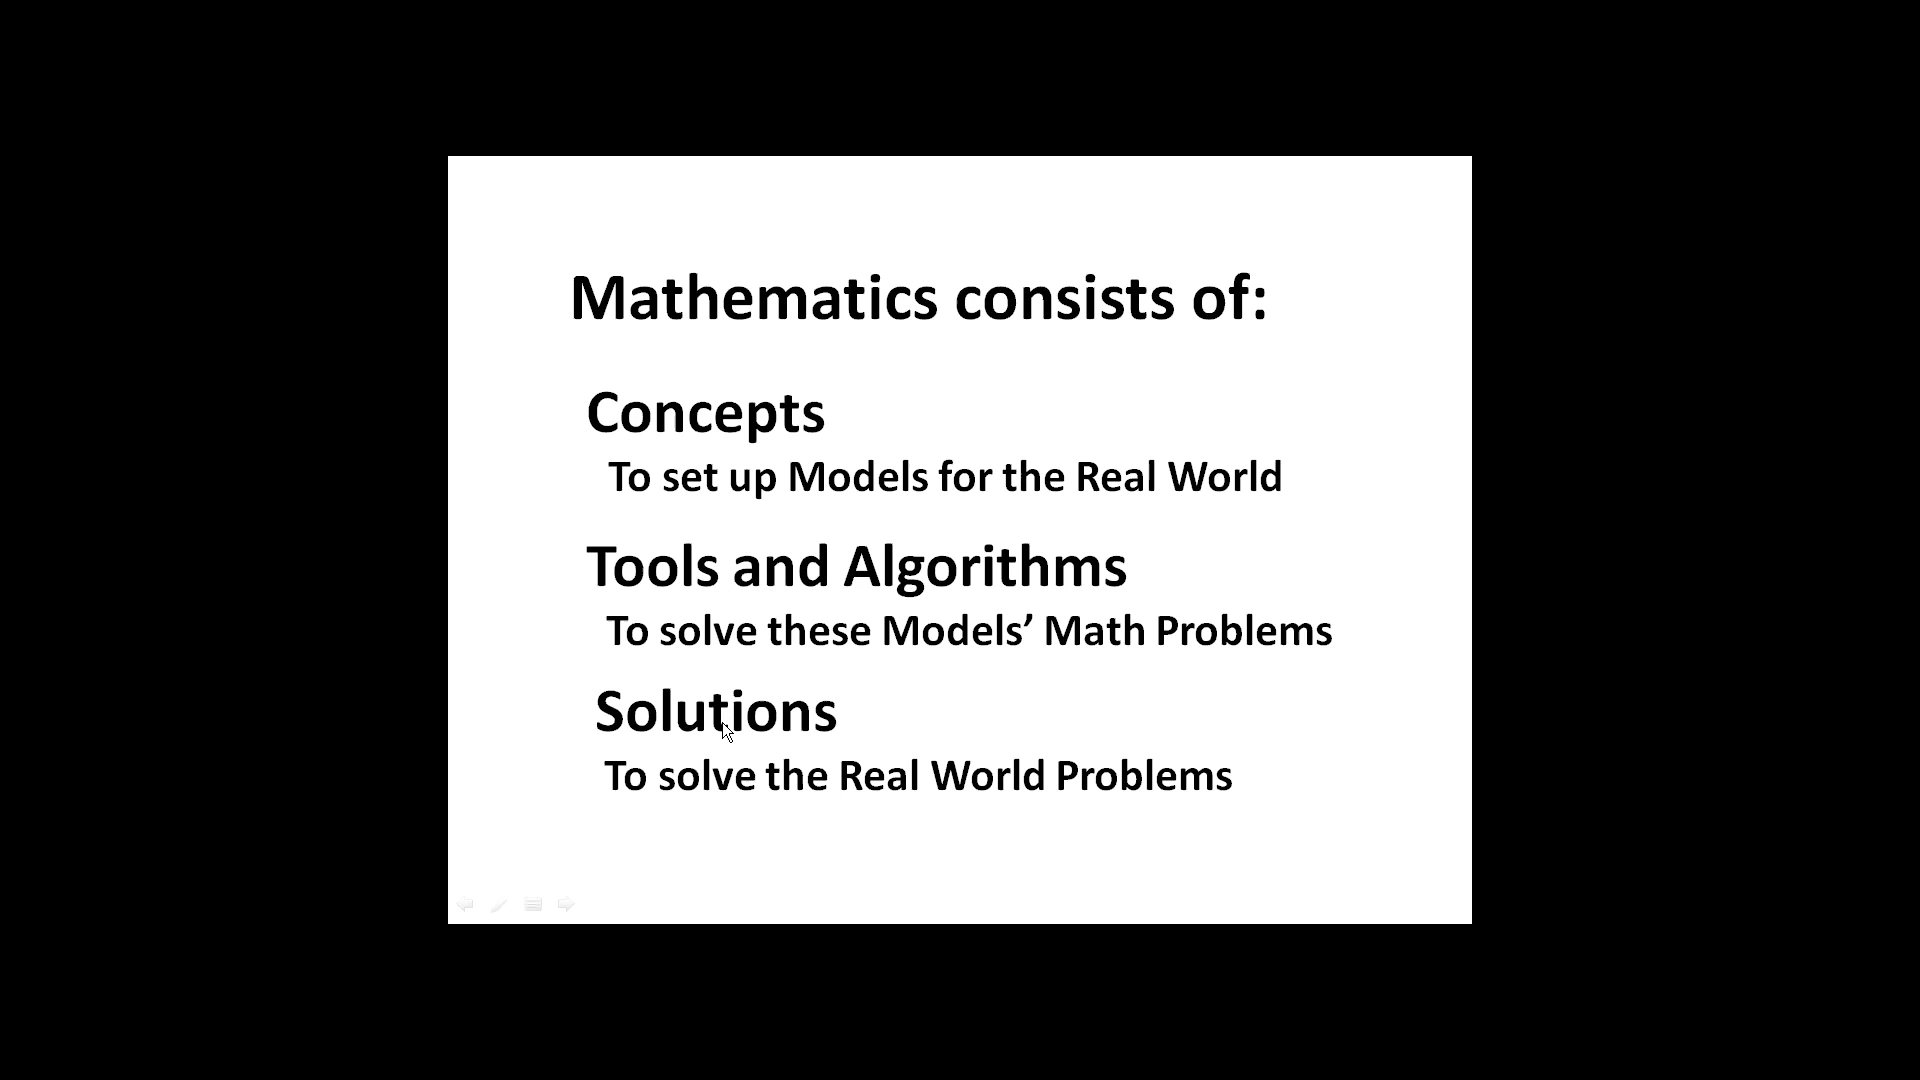 Mathematics consists of:
Concepts
To set up Models for the Real World
Tools and Algorithms
To solve these Models’ Math Problems
Solutions
To solve the Real World Problems